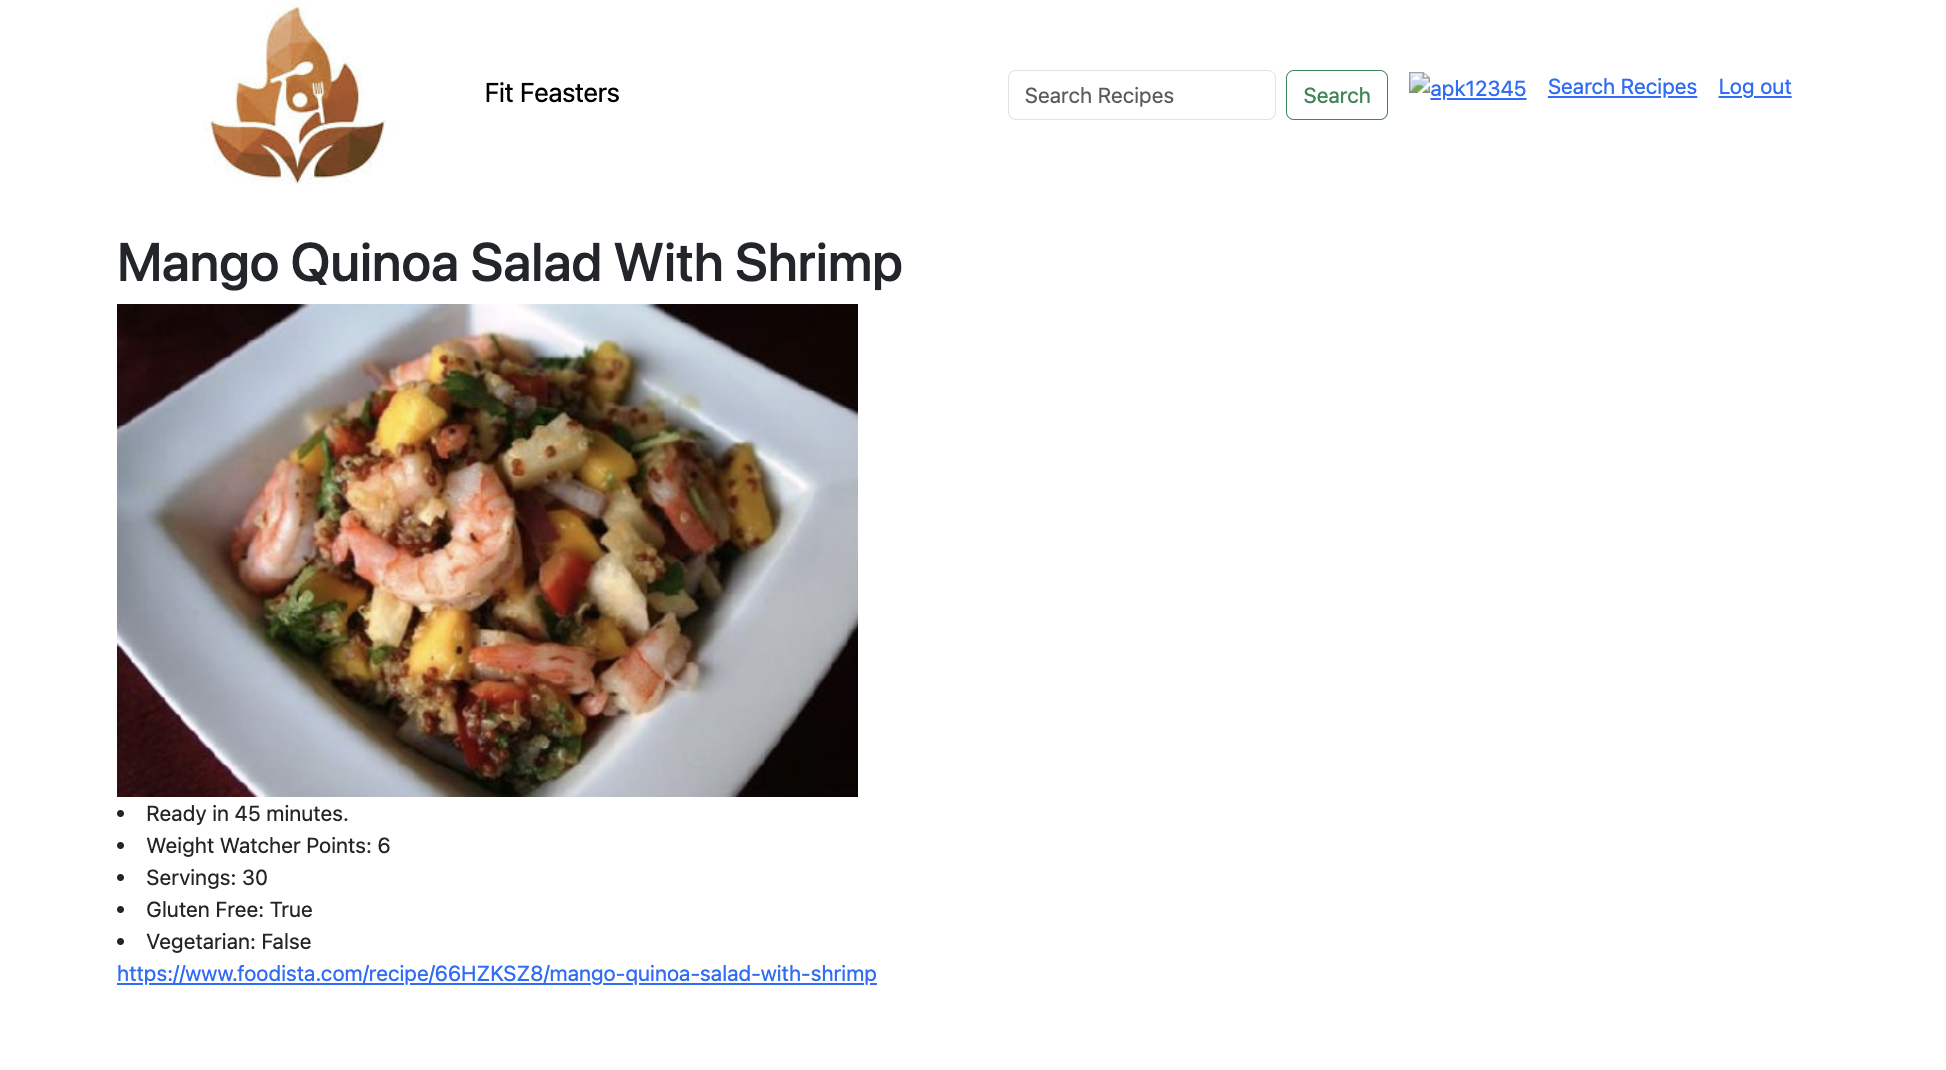 Fit Feasters
Search Recipes
Search
apk12345
Search Recipes
Log out
Mango Quinoa Salad With Shrimp
Ready in 45 minutes.
Weight Watcher Points: 6
Servings: 30
Gluten Free: True
Vegetarian: False
https://www.foodista.com/recipe/66HZKSZ8/mango-quinoa-salad-with-shrimp